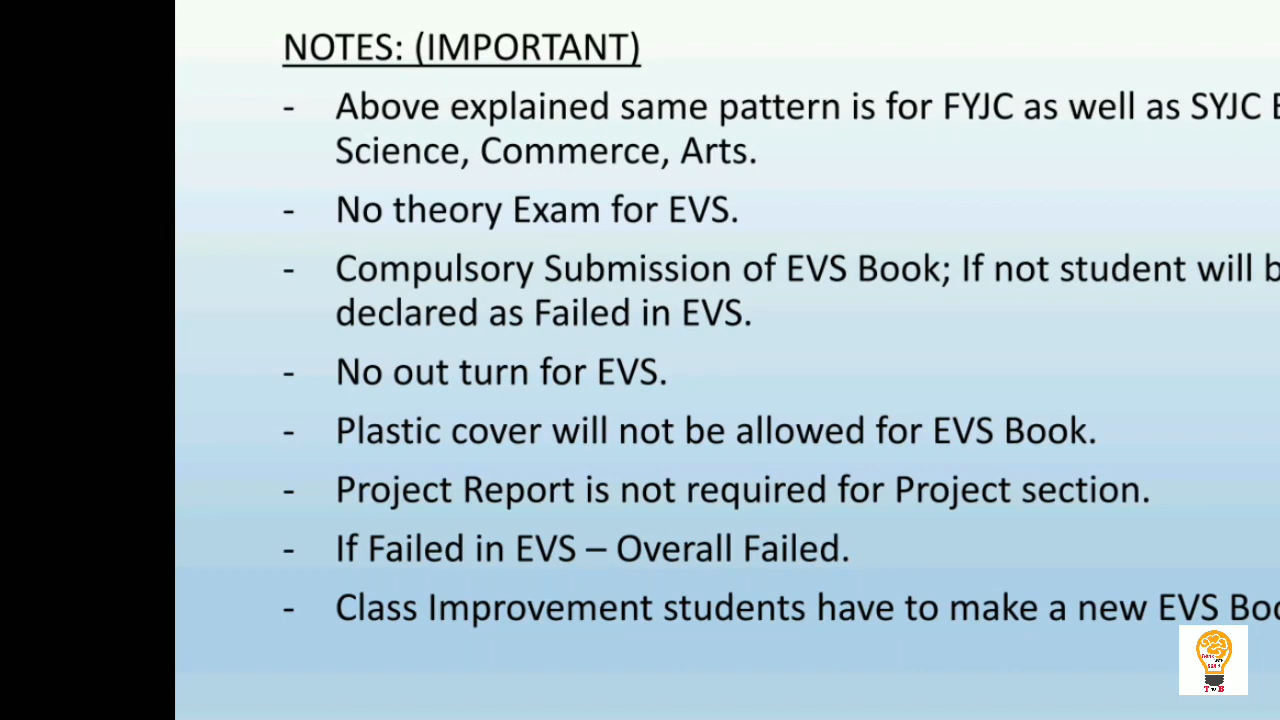 NOTES: (IMPORTANT)
- Above explained same pattern is for FYJC as well as SYJC
Science, Commerce, Arts.
- No theory Exam for EVS.
- Compulsory Submission of EVS Book; If not student will
declared as Failed in EVS.
- No out turn for EVS.
- Plastic cover will not be allowed for EVS Book.
- Project Report is not required for Project section.
- If Failed in EVS – Overall Failed.
- Class Improvement students have to make a new EVS